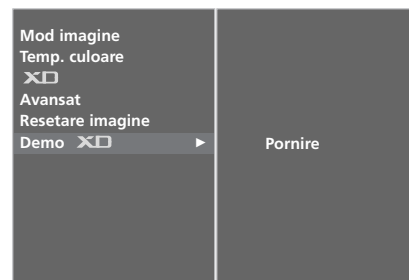 Mod imagine
Temp. culoare
XD
Avansat
Resetare imagine
Demo XD ►
Pornire